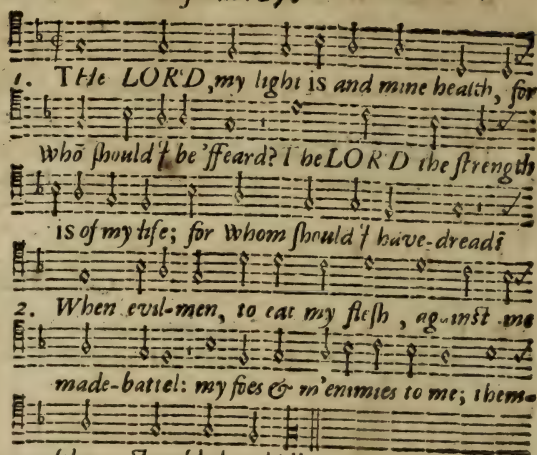 1. THe LORD, my light is and mine health, for
whō should I be 'ffeard? The LORD the strength
is of my life; for whom should I have-dread?
2. When evil-men, to eat my flesh, against me
made-battel: my foes & m'enimies to me; them-